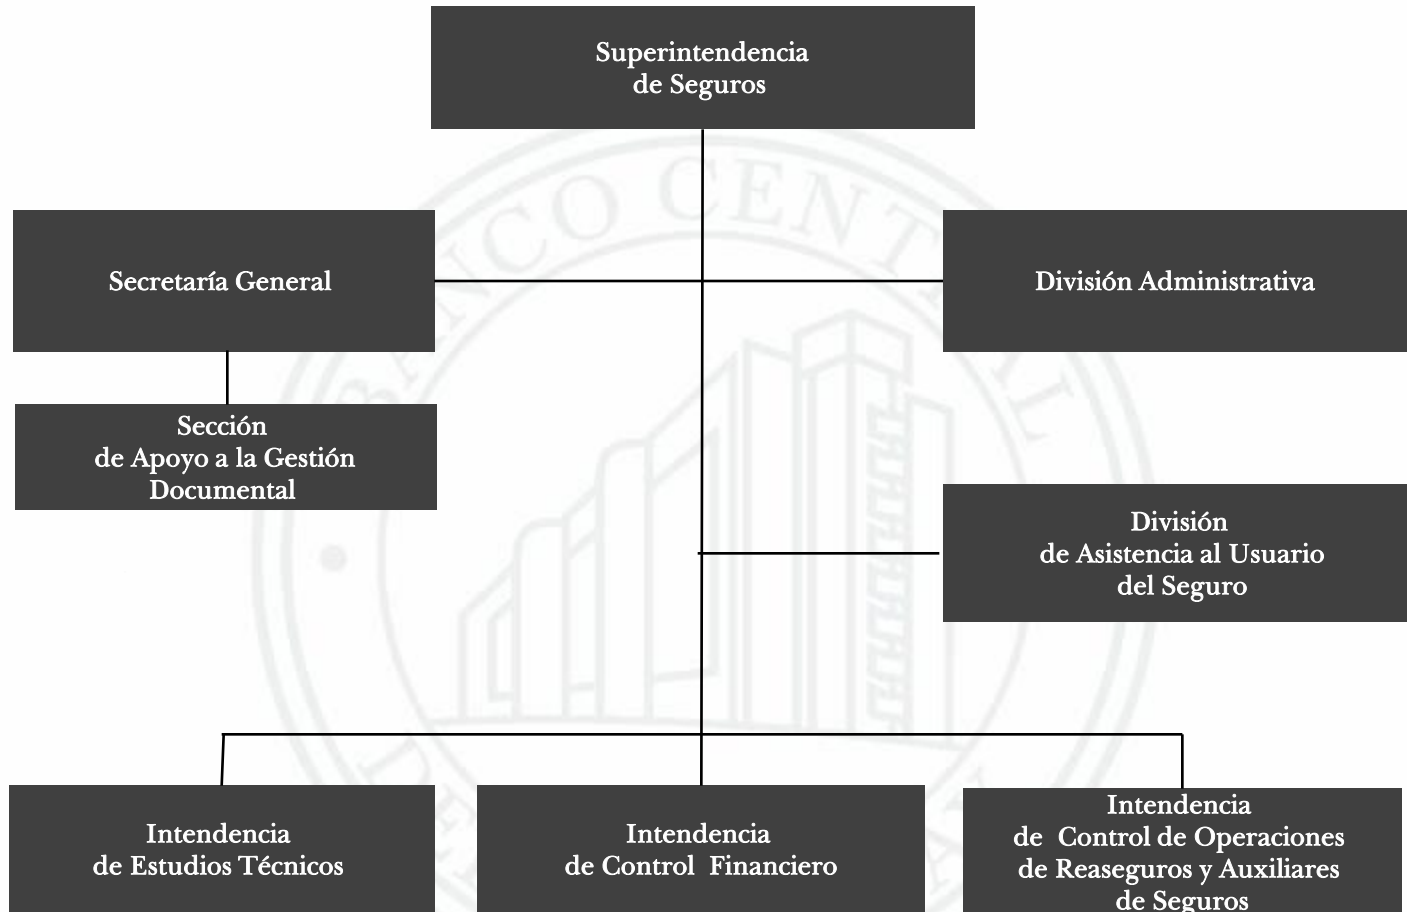 Superintendencia
de Seguros
BANCO CENTRAL
Secretaría General
División Administrativa
Sección
de Apoyo a la Gestión
Documental
División
de Asistencia al Usuario
del Seguro
Intendencia
de Estudios Técnicos
Intendencia
de Control Financiero
Intendencia
de Control de Operaciones
de Reaseguros y Auxiliares
de Seguros